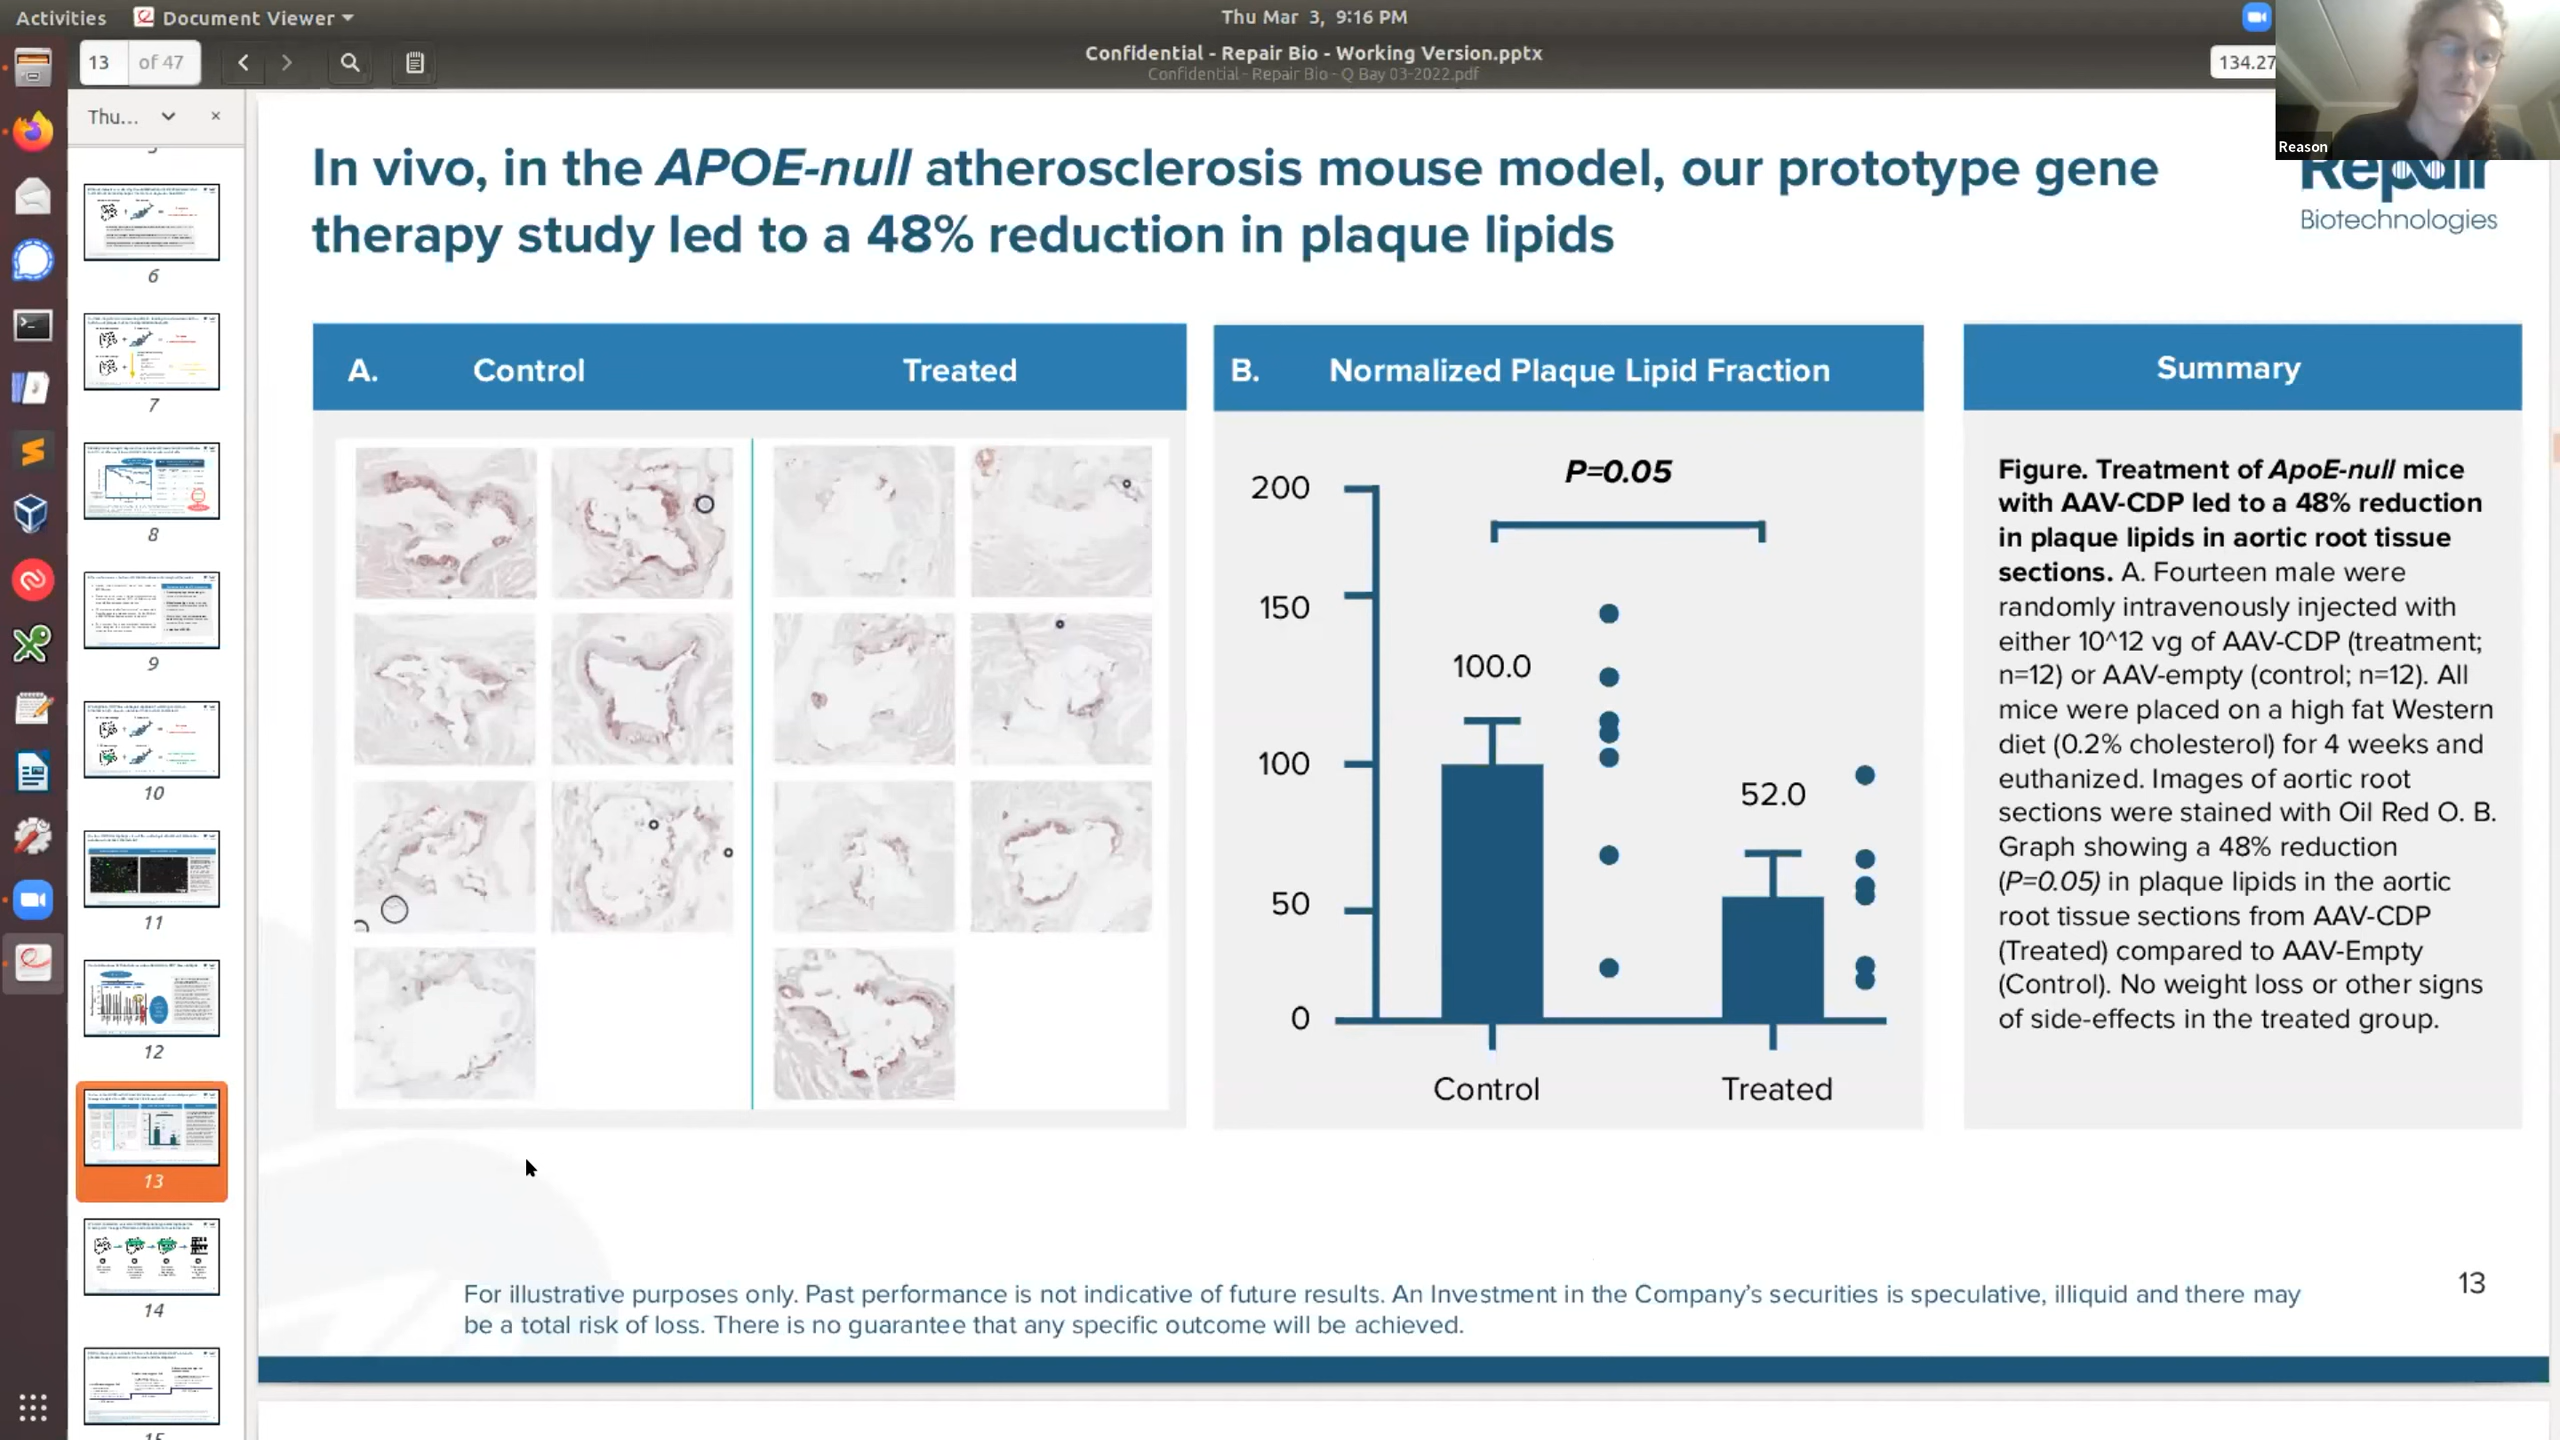 Activities
Document Viewer
Thu Mar 3, 9:16 PM
13 of 47
Confidential - Repair Bio - Working Version.pptx
Confidential - Repair Bio - Q Bay 03-2022.pdf
134.27
Reason
Thu...
6
7
8
9
10
11
12
13
14
15
In vivo, in the APOE-null atherosclerosis mouse model, our prototype gene
therapy study led to a 48% reduction in plaque lipids
Repair
Biotechnologies
A. Control Treated
B. Normalized Plaque Lipid Fraction
P=0.05
200
150
100
50
0
100.0
52.0
Control Treated
Summary
Figure. Treatment of ApoE-null mice
with AAV-CDP led to a 48% reduction
in plaque lipids in aortic root tissue
sections. A. Fourteen male were
randomly intravenously injected with
either 10^12 vg of AAV-CDP (treatment;
n=12) or AAV-empty (control; n=12). All
mice were placed on a high fat Western
diet (0.2% cholesterol) for 4 weeks and
euthanized. Images of aortic root
sections were stained with Oil Red O. B.
Graph showing a 48% reduction
(P=0.05) in plaque lipids in the aortic
root tissue sections from AAV-CDP
(Treated) compared to AAV-Empty
(Control). No weight loss or other signs
of side-effects in the treated group.
For illustrative purposes only. Past performance is not indicative of future results. An Investment in the Company's securities is speculative, illiquid and there may
be a total risk of loss. There is no guarantee that any specific outcome will be achieved.
13